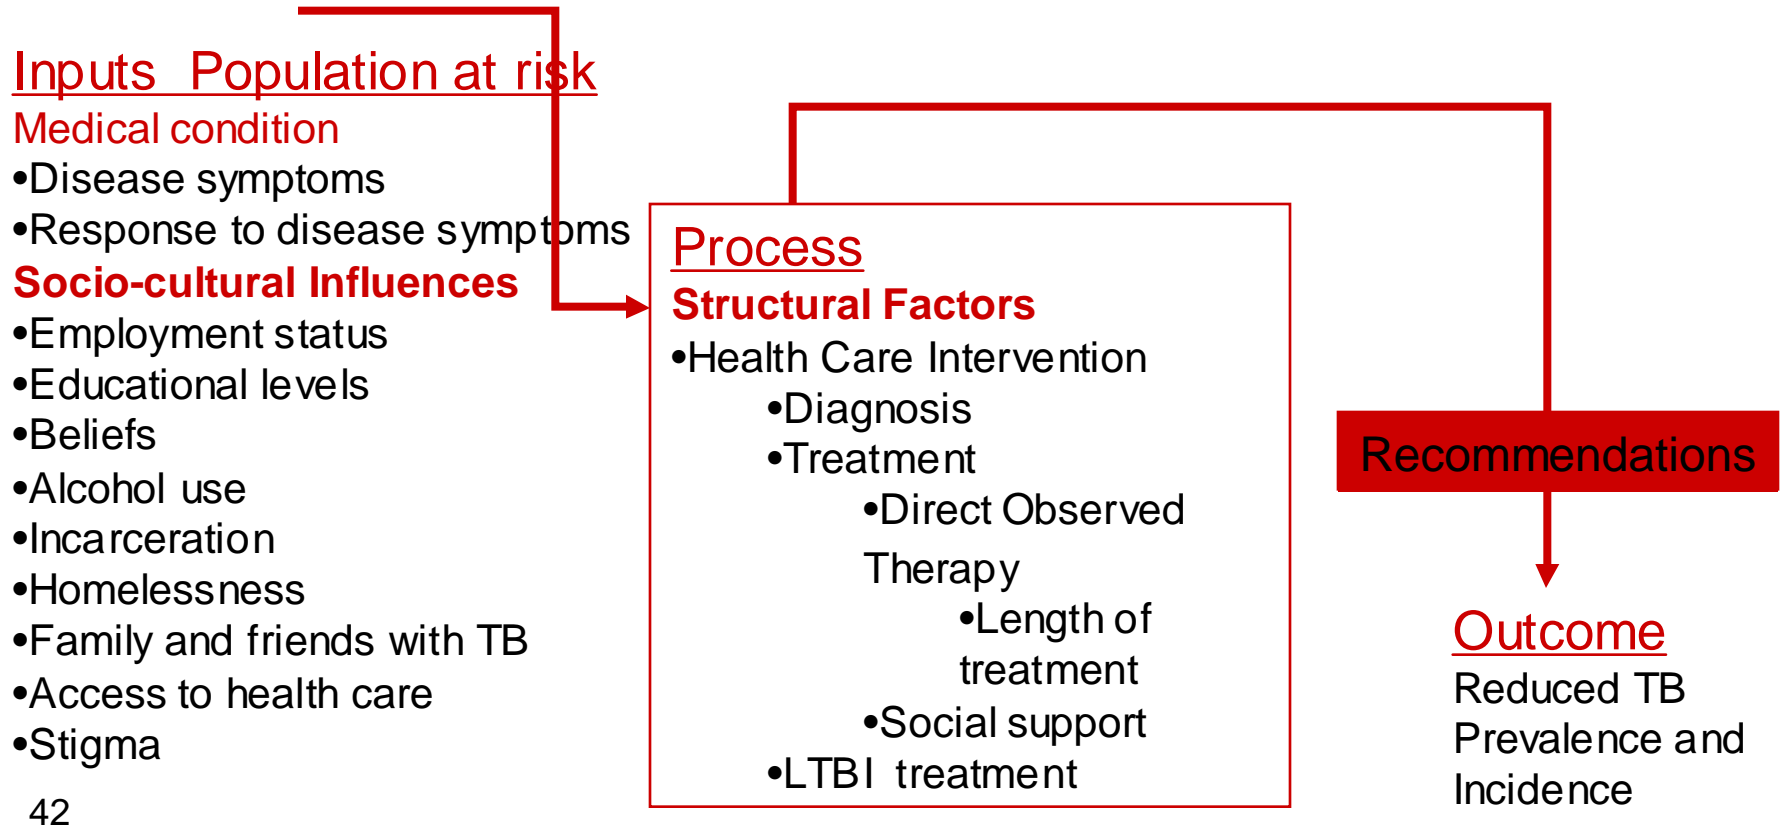 Inputs  Population at risk
Medical condition
•Disease symptoms
•Response to disease symptoms
Socio-cultural Influences
•Employment status
•Educational levels
•Beliefs
•Alcohol use
•Incarceration
•Homelessness
•Family and friends with TB
•Access to health care
•Stigma
42
Process
Structural Factors
•Health Care Intervention
•Diagnosis
•Treatment
•Direct Observed
Therapy
•Length of
treatment
•Social support
•LTBI treatment
Recommendations
Outcome
Reduced TB
Prevalence and
Incidence